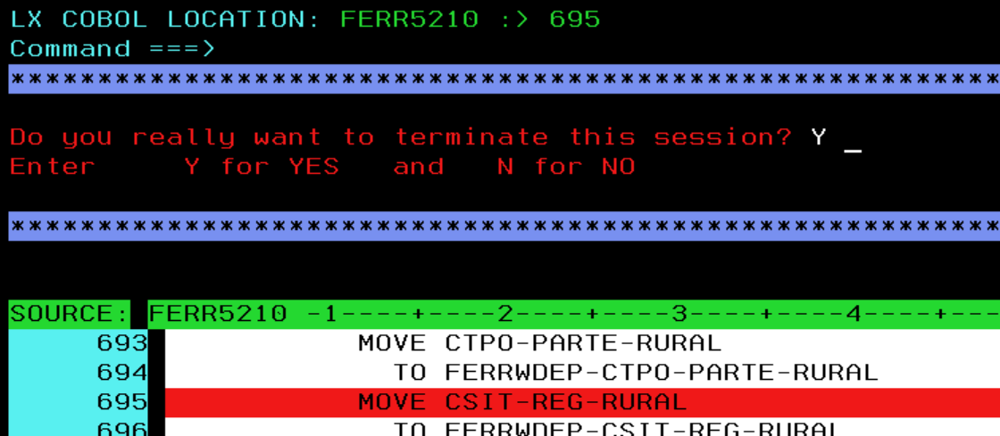 LX COBOL LOCATION: FERR5210 :> 695
Command ===>
*********************************************************
Do you really want to terminate this session? Y _
Enter     Y for YES   and   N for NO
*********************************************************
SOURCE: FERR5210 -1----+----2----+----3----+----4----+---
693 MOVE CTPO-PARTE-RURAL
694 TO FERRWDEP-CTPO-PARTE-RURAL
695 MOVE CSIT-REG-RURAL
696 TO FERRWDEP-CSIT-REG-RURAL